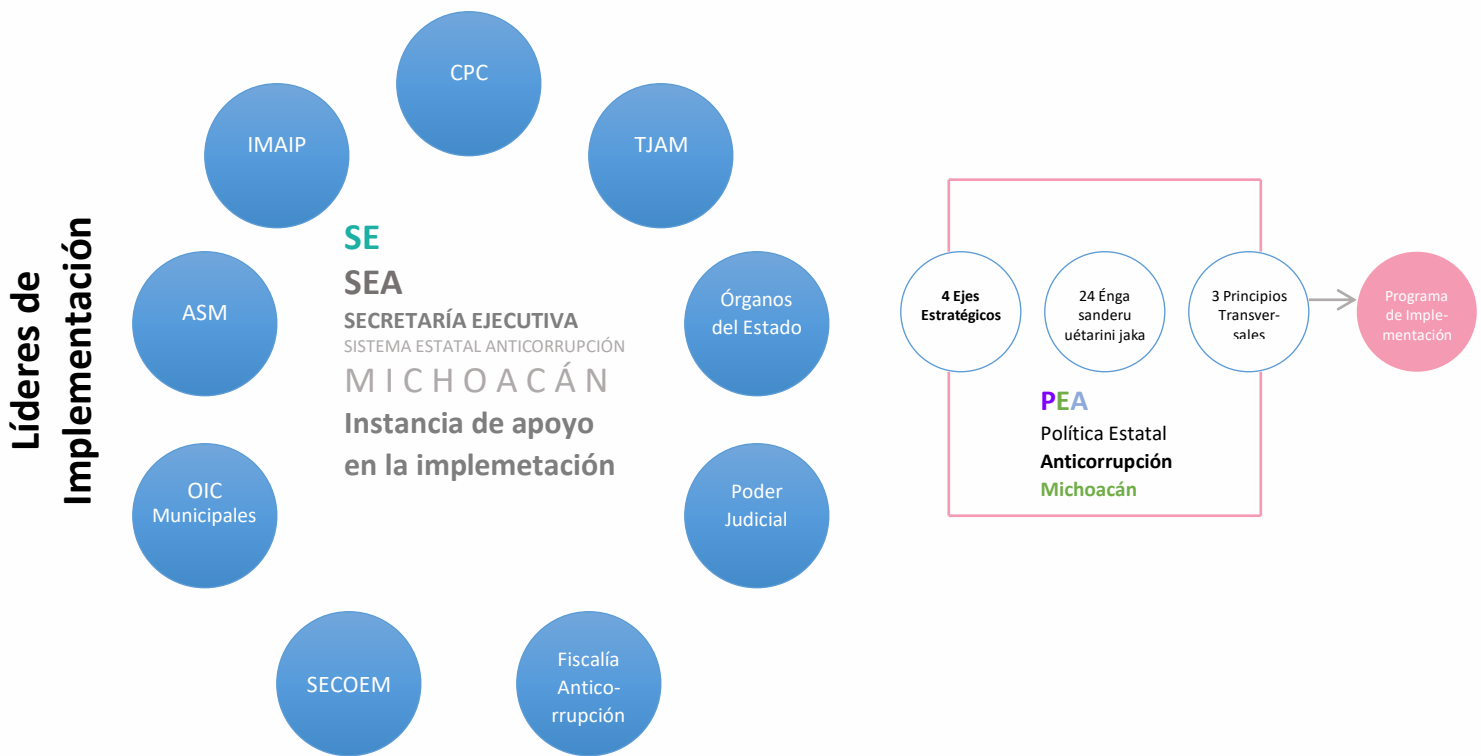 Líderes de
Implementación
CPC
IMAIP
TJAM
ASM
Órganos
del Estado
OIC
Municipales
Poder
Judicial
SECOEM
Fiscalía
Antico-
rrupción
SE
SEA
SECRETARÍA EJECUTIVA
SISTEMA ESTATAL ANTICORRUPCIÓN
MICHOACÁN
Instancia de apoyo
en la implemetación
4 Ejes
Estratégicos
24 Énga
sanderu
uétarini jaka
3 Principios
Transver-
sales
Programa
de Imple-
mentación
PEA
Política Estatal
Anticorrupción
Michoacán